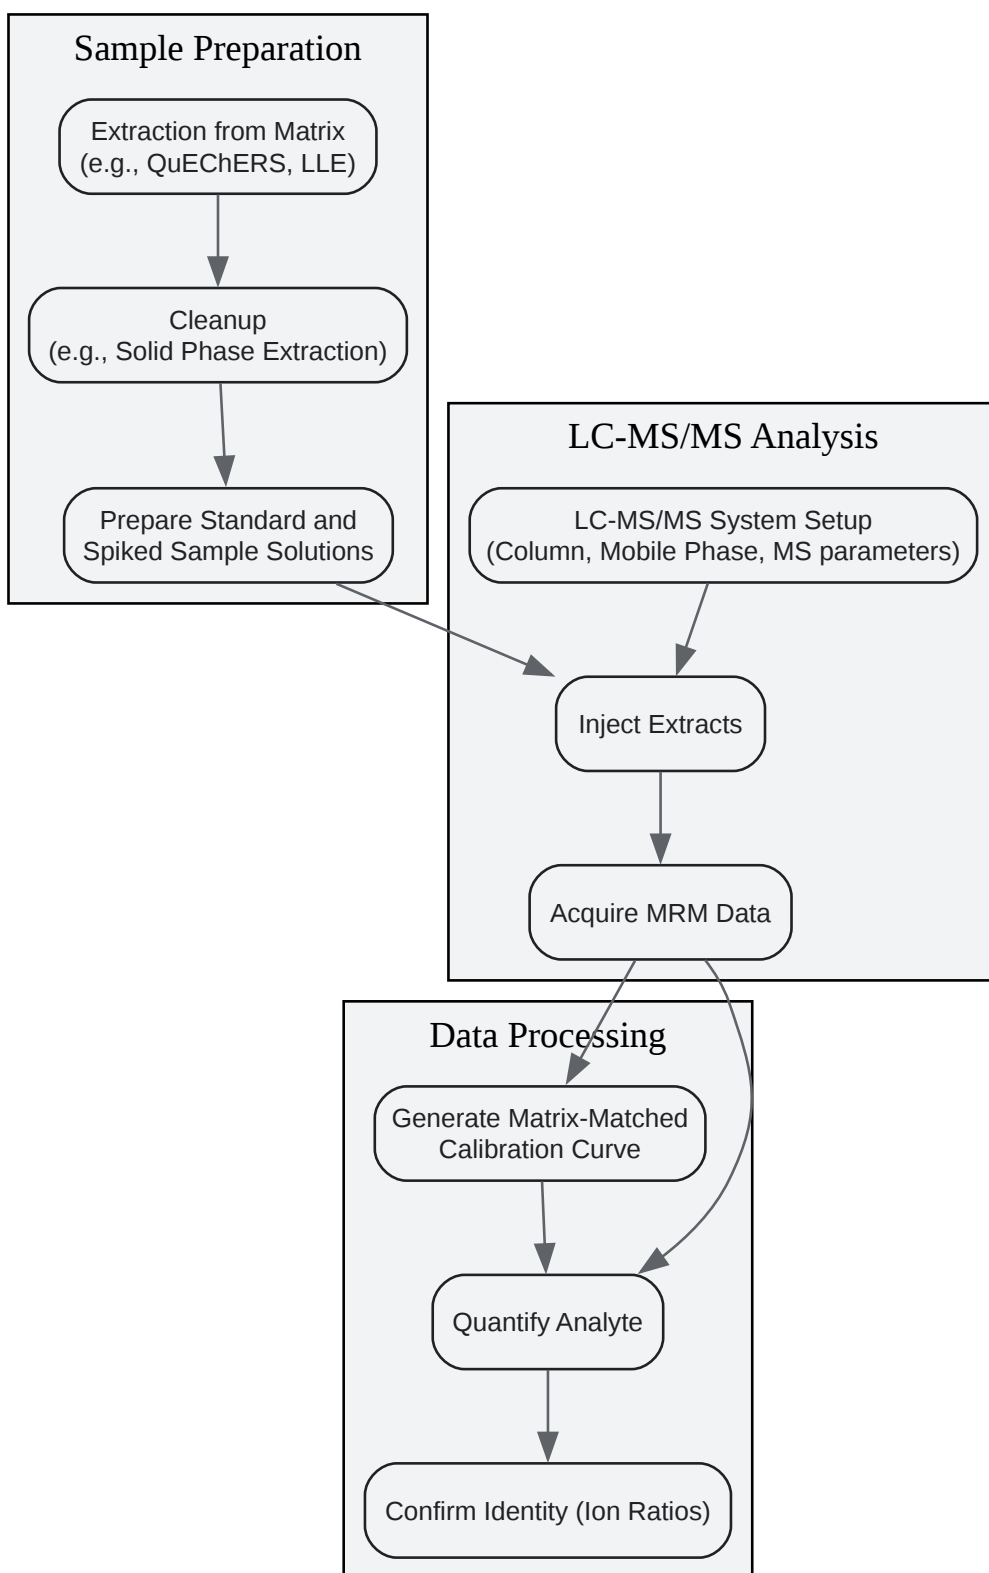 Sample Preparation
Extraction from Matrix
(e.g., QuEChERS, LLE)
Cleanup
(e.g., Solid Phase Extraction)
Prepare Standard and
Spiked Sample Solutions
LC-MS/MS Analysis
LC-MS/MS System Setup
(Column, Mobile Phase, MS parameters)
Inject Extracts
Acquire MRM Data
Data Processing
Generate Matrix-Matched
Calibration Curve
Quantify Analyte
Confirm Identity (Ion Ratios)